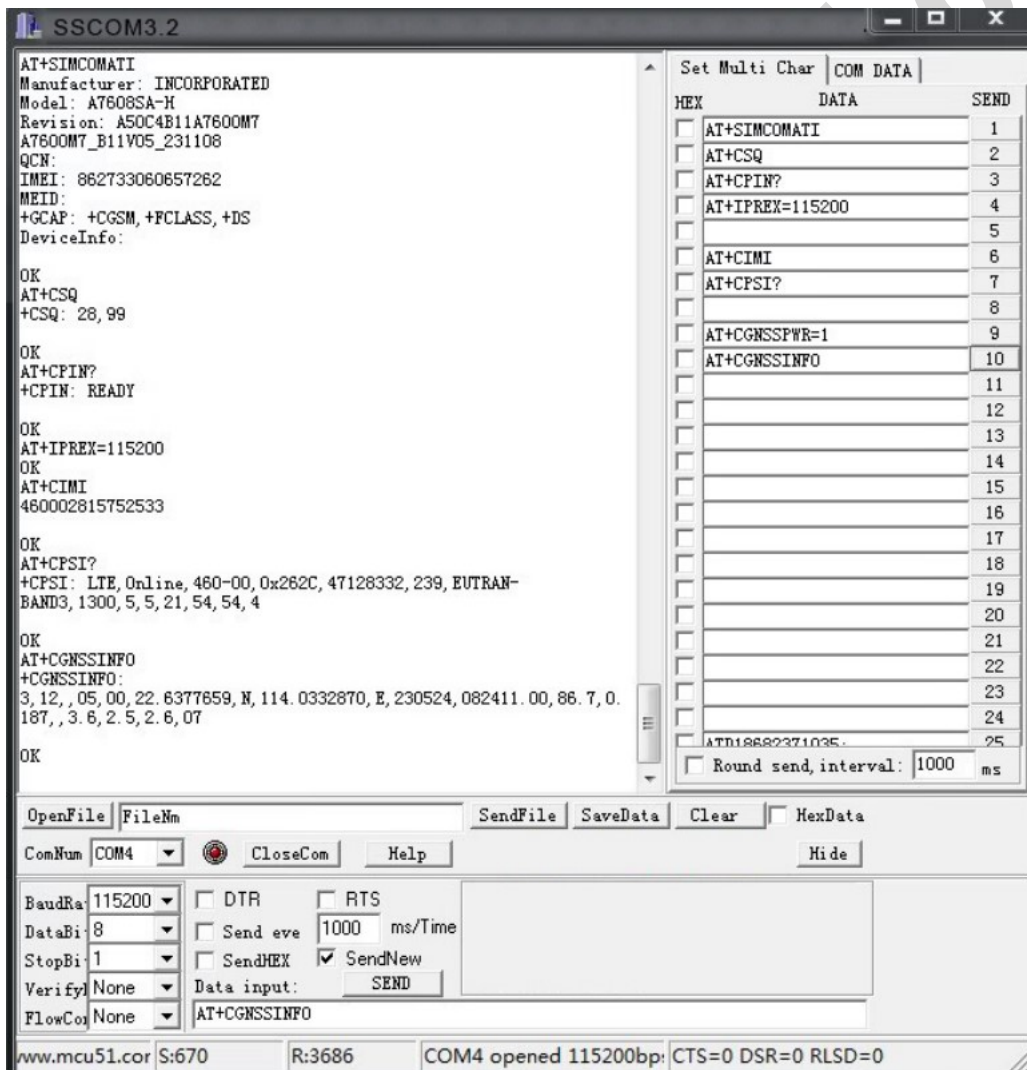 SSCOM3.2
AT+SIMCOMATI
Manufacturer: INCORPORATED
Model: A7608SA-H
Revision: A50C4B11A7600M7
A7600M7_B11V05_231108
QCN:
IMEI: 862733060657262
MEID:
+GCAP: +CGSM,+FCLASS,+DS
DeviceInfo:
OK
AT+CSQ
+CSQ: 28,99
OK
AT+CPIN?
+CPIN: READY
OK
AT+IPREX=115200
OK
AT+CIMI
460002815752533
OK
AT+CPSI?
+CPSI: LTE,Online,460-00,0x262C,47128332,239,EUTRAN-
BAND3,1300,5,5,21,54,54,4
OK
AT+CGNSSINFO
+CGNSSINFO:
3,12,,05,00,22.6377659,N,114.0332870,E,230524,082411.00,86.7,0.
187,,3.6,2.5,2.6,07
OK
Set Multi Char COM DATA
HEX DATA SEND
AT+SIMCOMATI 1
AT+CSQ 2
AT+CPIN? 3
AT+IPREX=115200 4
5
AT+CIMI 6
AT+CPSI? 7
8
AT+CGNSSPWR=1 9
AT+CGNSSINFO 10
11
12
13
14
15
16
17
18
19
20
21
22
23
24
ATD18682371035; 25
Round send,interval: 1000 ms
OpenFile FileNm SendFile SaveData Clear HexData
ComNum COM4 CloseCom Help Hide
BaudRa 115200 DTR RTS
DataBi 8 Send eve 1000 ms/Time
StopBi 1 SendHEX SendNew
Verify None Data input: SEND
FlowCo None AT+CGNSSINFO
www.mcu51.cor S:670 R:3686 COM4 opened 115200bp: CTS=0 DSR=0 RLSD=0